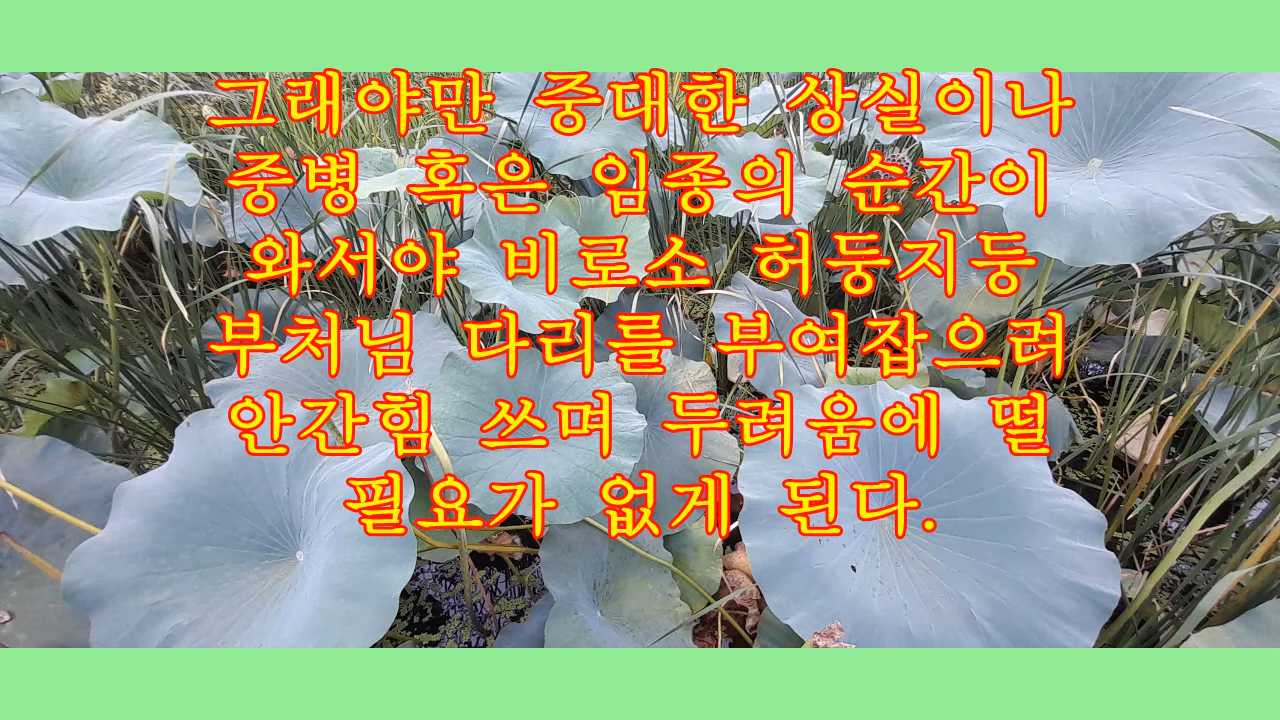 그래야만 중대한 상실이나
중병 혹은 임종의 순간이
와서야 비로소 허둥지둥
부처님 다리를 부여잡으려
안간힘 쓰며 두려움에 떨
필요가 없게 된다.